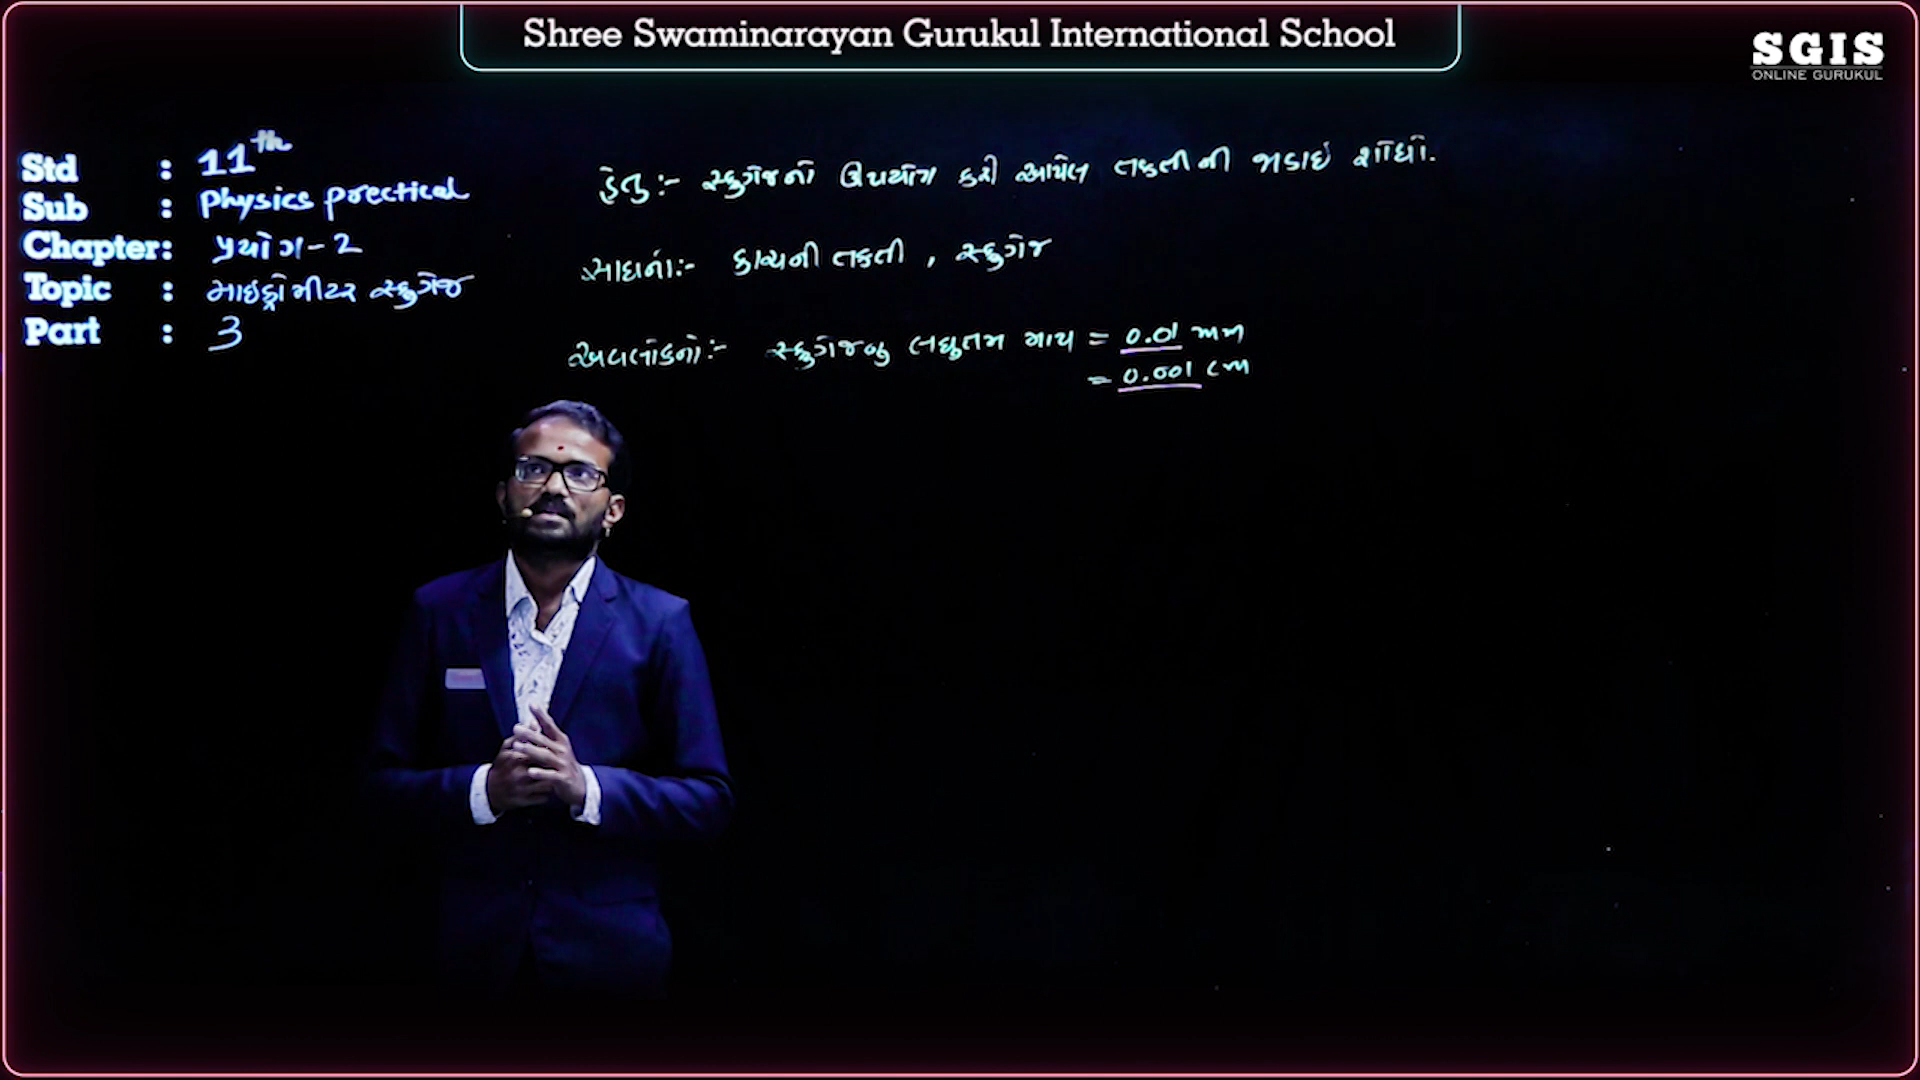 Shree Swaminarayan Gurukul International School
SGIS
ONLINE GURUKUL
Std : 11th
Sub : Physics prectical
Chapter: પ્રયોગ-2
Topic : માઇક્રોમીટર સ્ક્રુગેજ
Part : 3
હેતુ:- સ્ક્રુગેજનો ઉપયોગ કરી આપેલ તકતીની જાડાઇ શોધો.
સાધનો:- કાચની તકતી , સ્ક્રુગેજ
અવલોકનો:- સ્ક્રુગેજનુ લઘુતમ માપ = 0.01 mm
= 0.001 cm